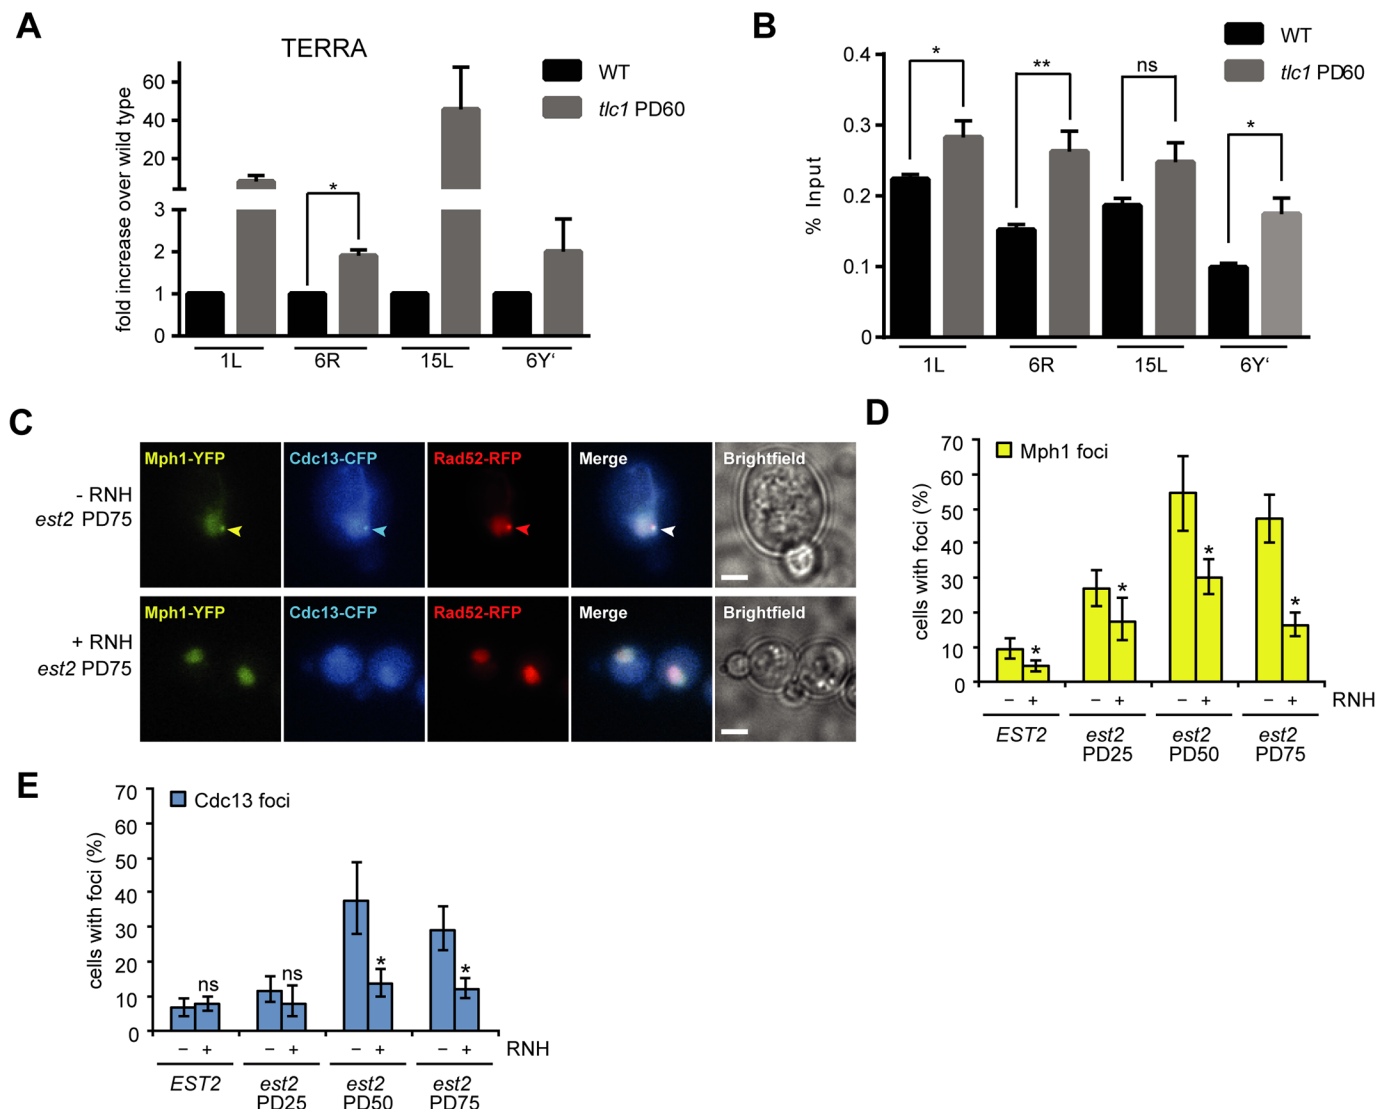 A
TERRA
fold increase over wild type
60
40
20
3
2
1
0
WT
tlc1 PD60
*
1L
6R
15L
6Y‘
B
% Input
0.4
0.3
0.2
0.1
0
WT
tlc1 PD60
*
**
ns
*
1L
6R
15L
6Y‘
C
- RNH
est2 PD75
Mph1-YFP
Cdc13-CFP
Rad52-RFP
Merge
Brightfield
+ RNH
est2 PD75
Mph1-YFP
Cdc13-CFP
Rad52-RFP
Merge
Brightfield
D
cells with foci (%)
70
60
50
40
30
20
10
0
Mph1 foci
*
*
*
*
– + – + – + – + RNH
EST2
est2
PD25
est2
PD50
est2
PD75
E
cells with foci (%)
70
60
50
40
30
20
10
0
Cdc13 foci
ns
ns
*
*
– + – + – + – + RNH
EST2
est2
PD25
est2
PD50
est2
PD75